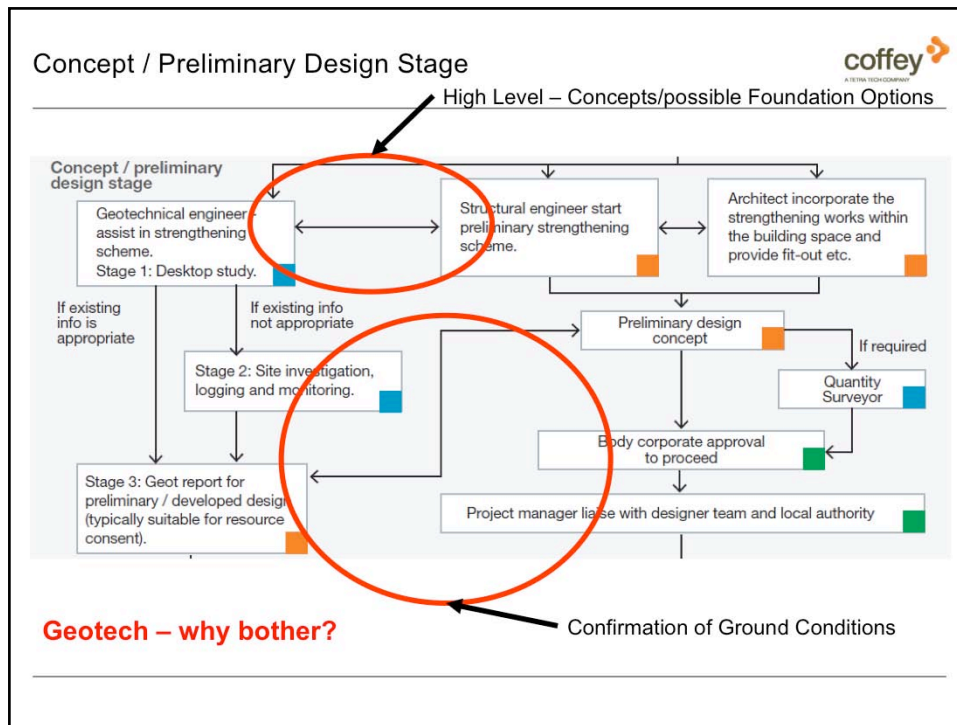 Concept / Preliminary Design Stage
coffey
A TETRA TECH COMPANY
High Level – Concepts/possible Foundation Options
Concept / preliminary
design stage
Geotechnical engineer -
assist in strengthening
scheme.
Stage 1: Desktop study.
Structural engineer start
preliminary strengthening
scheme.
Architect incorporate the
strengthening works within
the building space and
provide fit-out etc.
If existing
info is
appropriate
If existing info
not appropriate
Preliminary design
concept
If required
Stage 2: Site investigation,
logging and monitoring.
Quantity
Surveyor
Body corporate approval
to proceed
Stage 3: Geot report for
preliminary / developed design
(typically suitable for resource
consent).
Project manager liaise with designer team and local authority
Geotech – why bother?
Confirmation of Ground Conditions